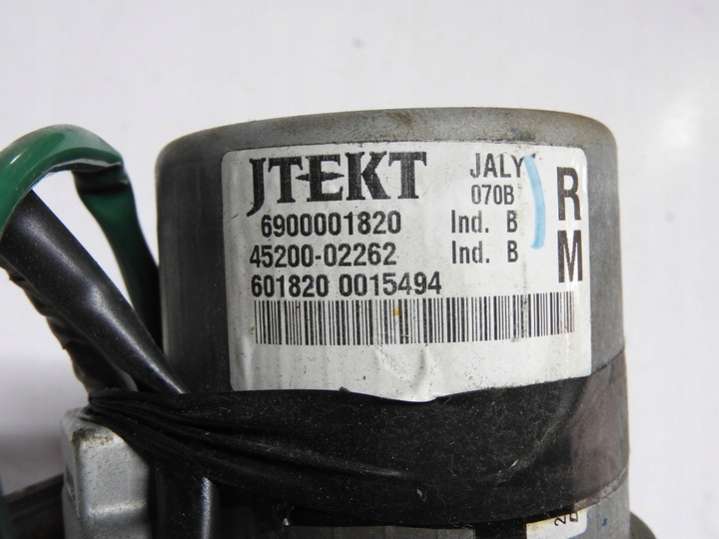 JTEKT JALY
070B
6900001820 Ind. B
45200-02262 Ind. B
601820 0015494
R
M